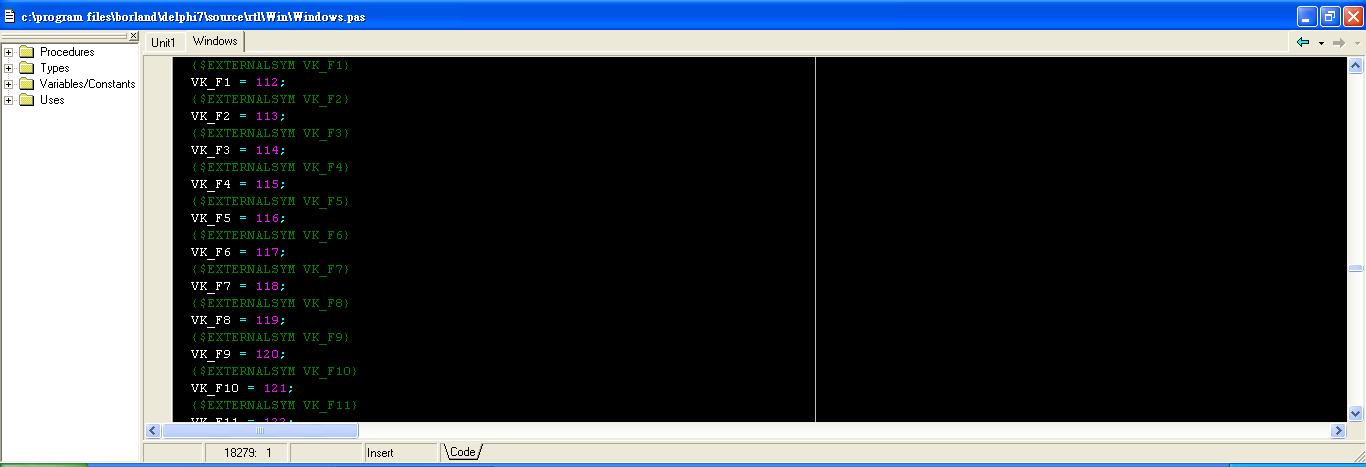 c:\program files\borland\delphi7\source\rtl\Win\Windows.pas
Procedures
Types
Variables/Constants
Uses
Unit1 Windows
{$EXTERNALSYM VK_F1}
VK_F1 = 112;
{$EXTERNALSYM VK_F2}
VK_F2 = 113;
{$EXTERNALSYM VK_F3}
VK_F3 = 114;
{$EXTERNALSYM VK_F4}
VK_F4 = 115;
{$EXTERNALSYM VK_F5}
VK_F5 = 116;
{$EXTERNALSYM VK_F6}
VK_F6 = 117;
{$EXTERNALSYM VK_F7}
VK_F7 = 118;
{$EXTERNALSYM VK_F8}
VK_F8 = 119;
{$EXTERNALSYM VK_F9}
VK_F9 = 120;
{$EXTERNALSYM VK_F10}
VK_F10 = 121;
{$EXTERNALSYM VK_F11}
VK_F11 = 122;
18279: 1 Insert \Code/